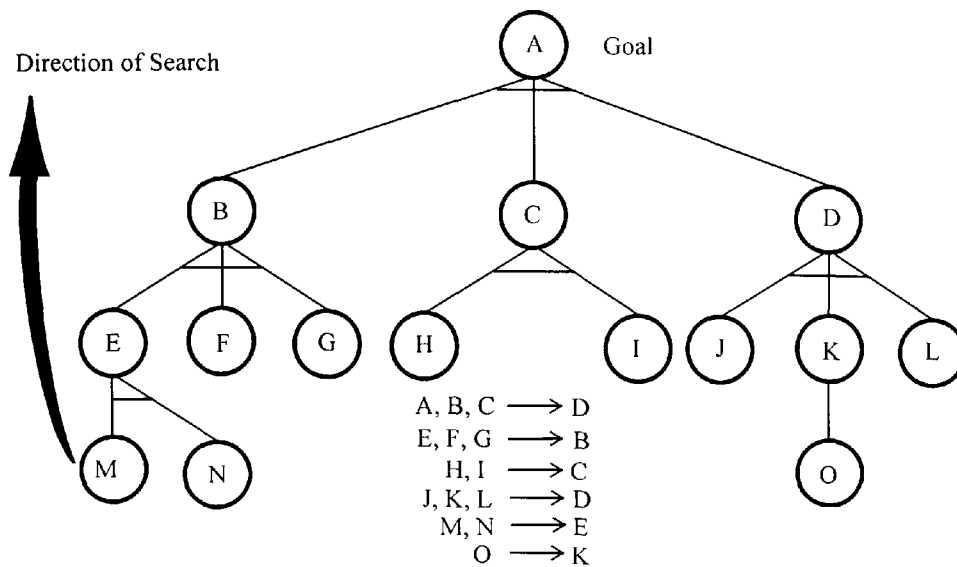 A Goal
Direction of Search
B C D
E F G H I J K L
A, B, C → D
E, F, G → B
M N H, I → C O
J, K, L → D
M, N → E
O → K